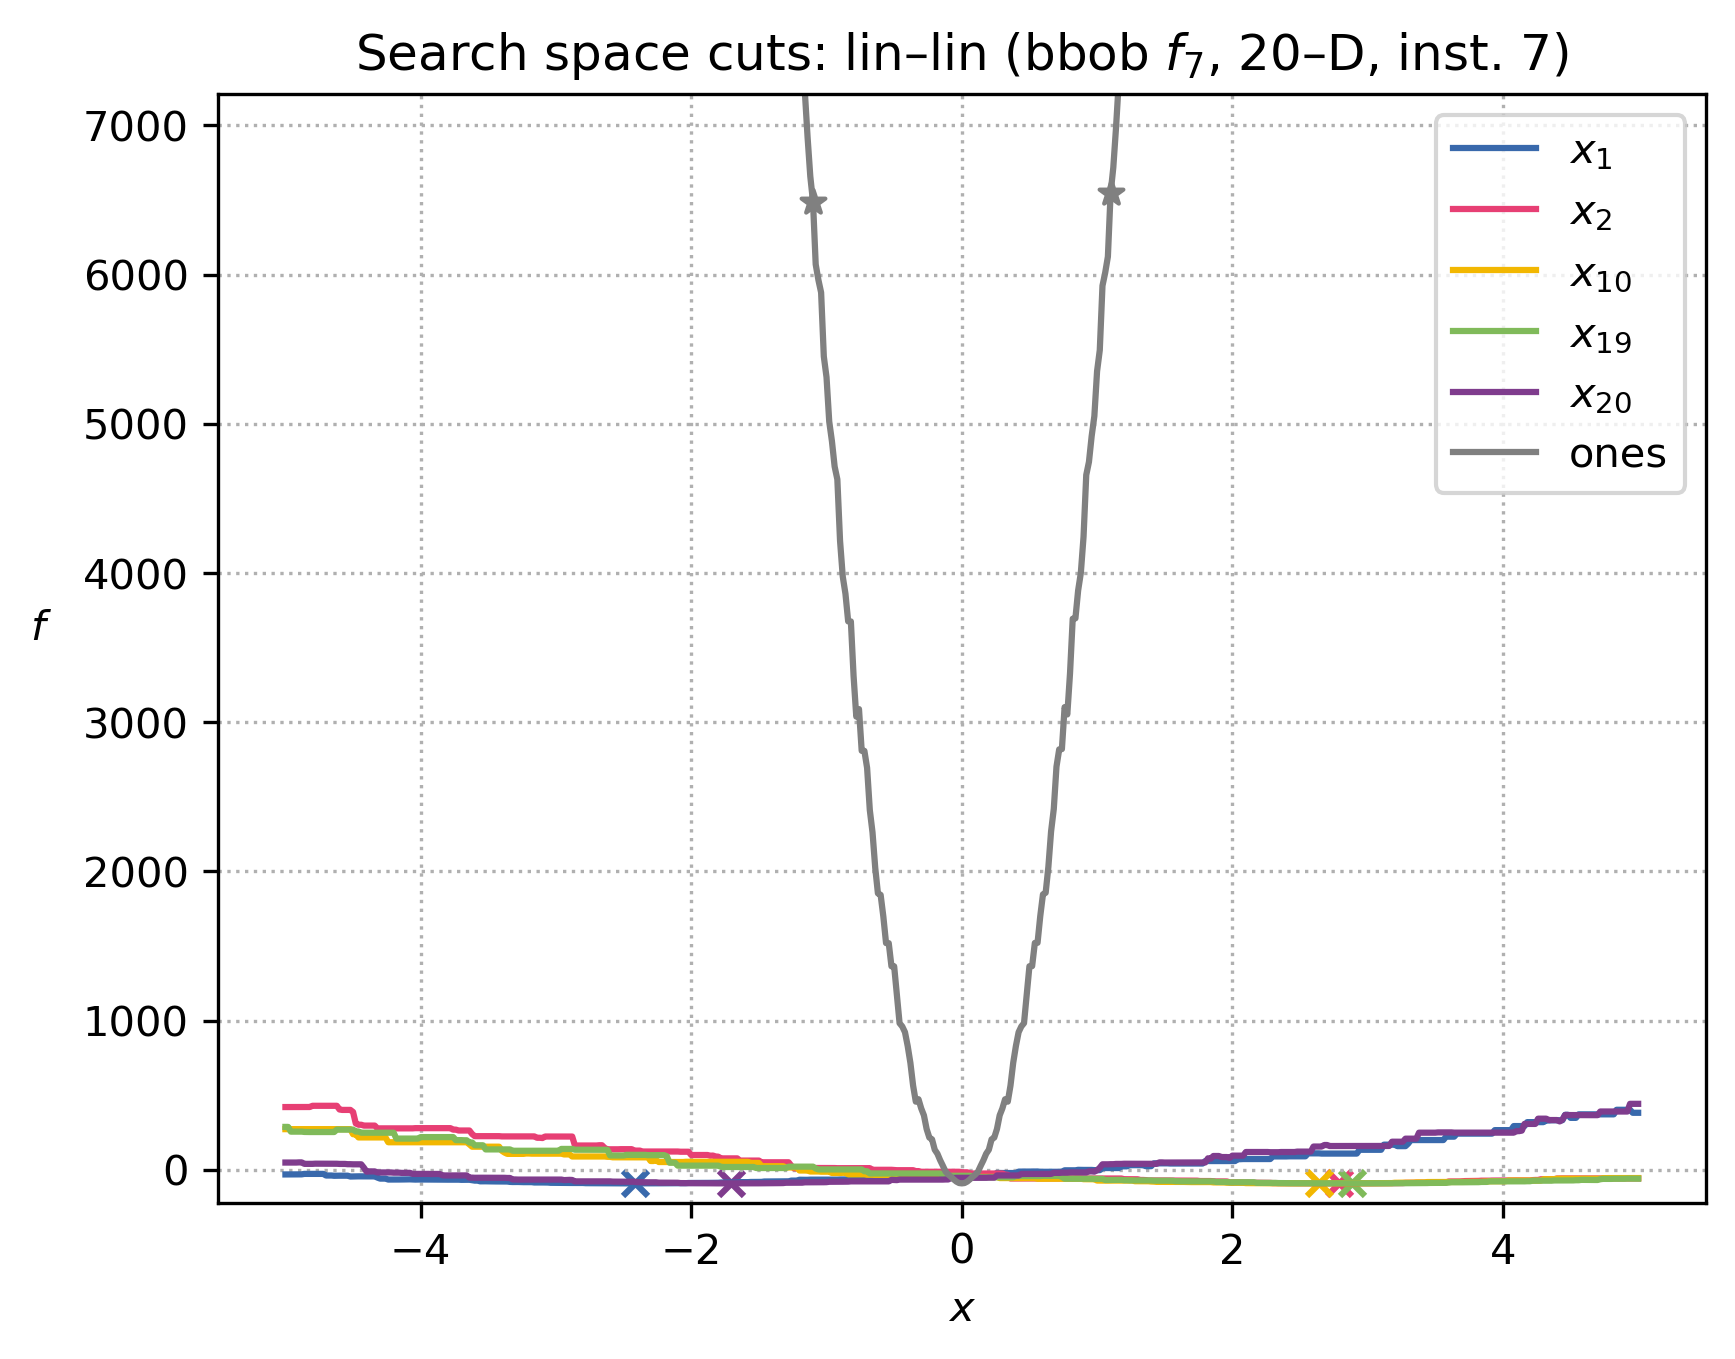 Search space cuts: lin–lin (bbob f₇, 20–D, inst. 7)
7000
6000
5000
4000
3000
2000
1000
0
f
−4
−2
0
2
4
x
x₁
x₂
x₁₀
x₁₉
x₂₀
ones